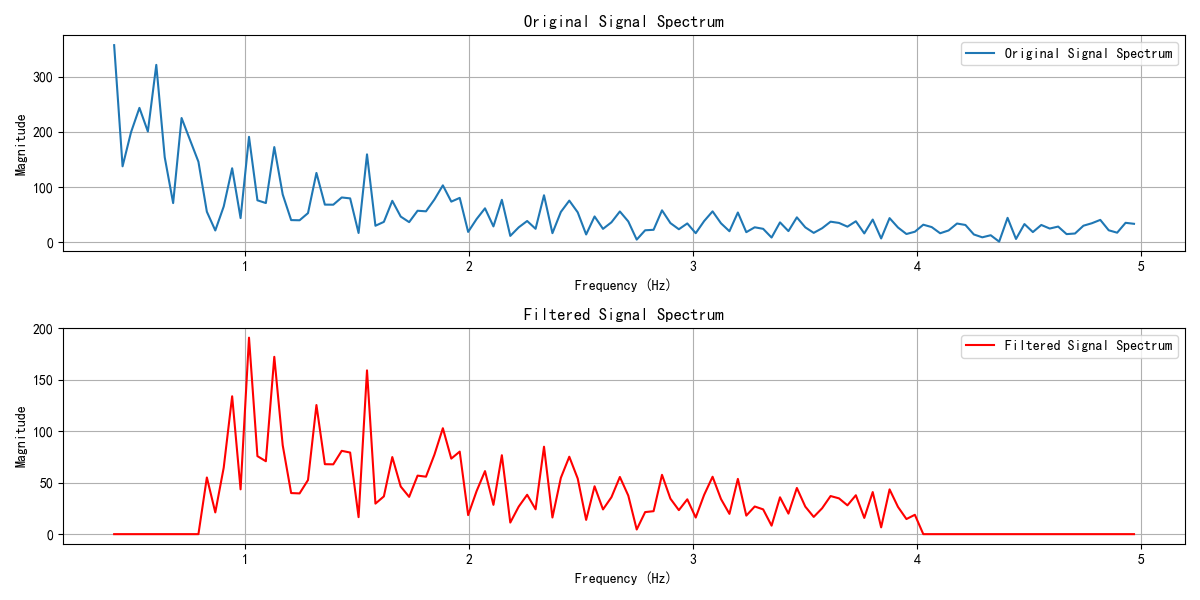 Original Signal Spectrum
Original Signal Spectrum
300
200
100
0
Magnitude
1 2 3 4 5
Frequency (Hz)
Filtered Signal Spectrum
Filtered Signal Spectrum
200
150
100
50
0
Magnitude
1 2 3 4 5
Frequency (Hz)